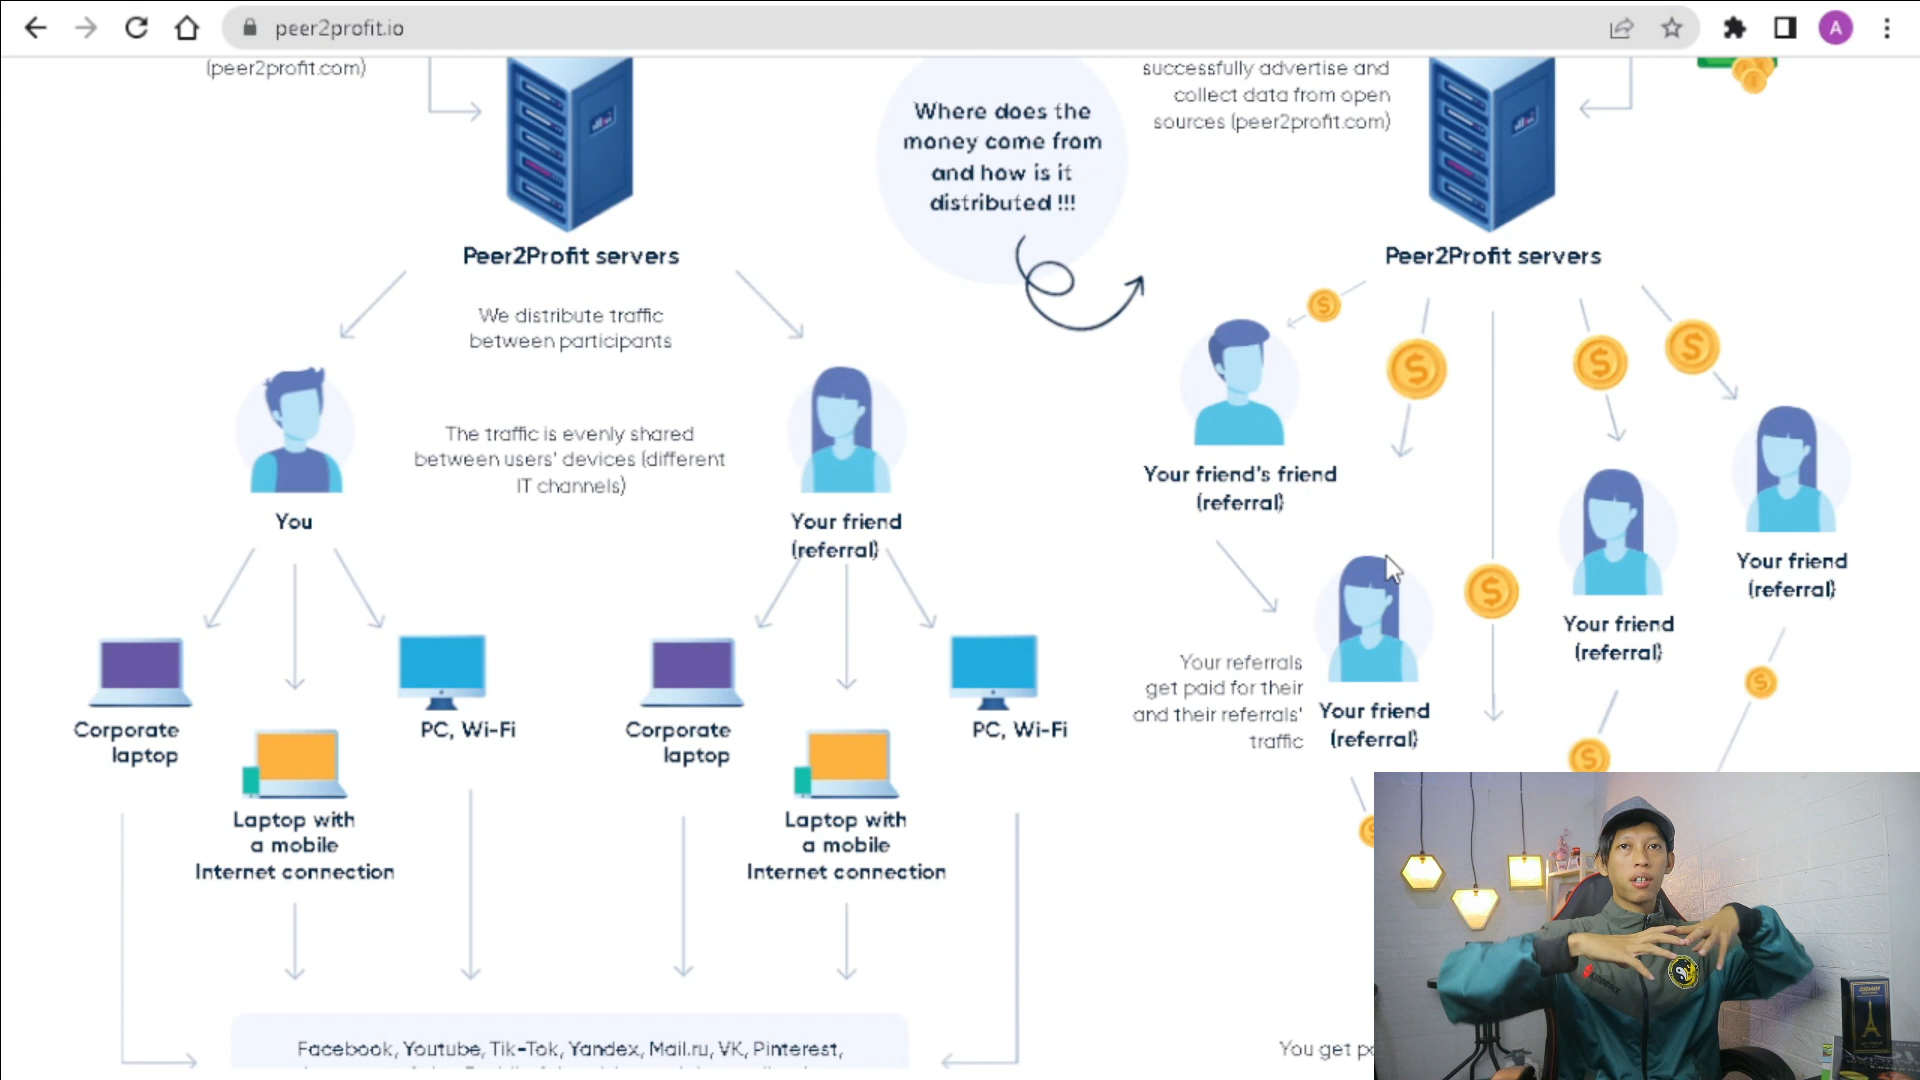 peer2profit.io
A
(peer2profit.com)
Peer2Profit servers
We distribute traffic
between participants
The traffic is evenly shared
between users' devices (different
IT channels)
You
Your friend
(referral)
Corporate
laptop
Laptop with
a mobile
Internet connection
PC, Wi-Fi
Corporate
laptop
Laptop with
a mobile
Internet connection
PC, Wi-Fi
Facebook, Youtube, Tik-Tok, Yandex, Mail.ru, VK, Pinterest,
Where does the
money come from
and how is it
distributed !!!
successfully advertise and
collect data from open
sources (peer2profit.com)
Peer2Profit servers
Your friend's friend
(referral)
Your referrals
get paid for their
and their referrals'
traffic
Your friend
(referral)
Your friend
(referral)
Your friend
(referral)
You get